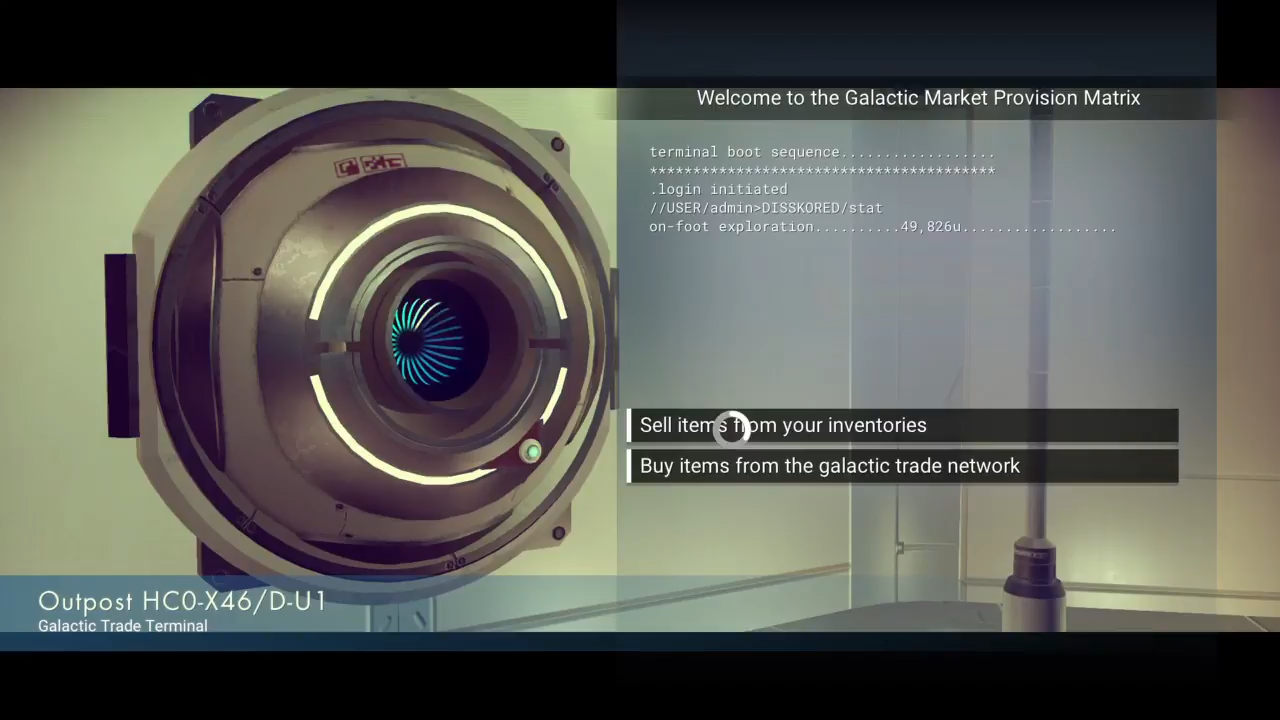 Welcome to the Galactic Market Provision Matrix
terminal boot sequence..................
****************************************
.login initiated
//USER/admin>DISSKORED/stat
on-foot exploration..........49,826u..................
Sell items from your inventories
Buy items from the galactic trade network
Outpost HC0-X46/D-U1
Galactic Trade Terminal